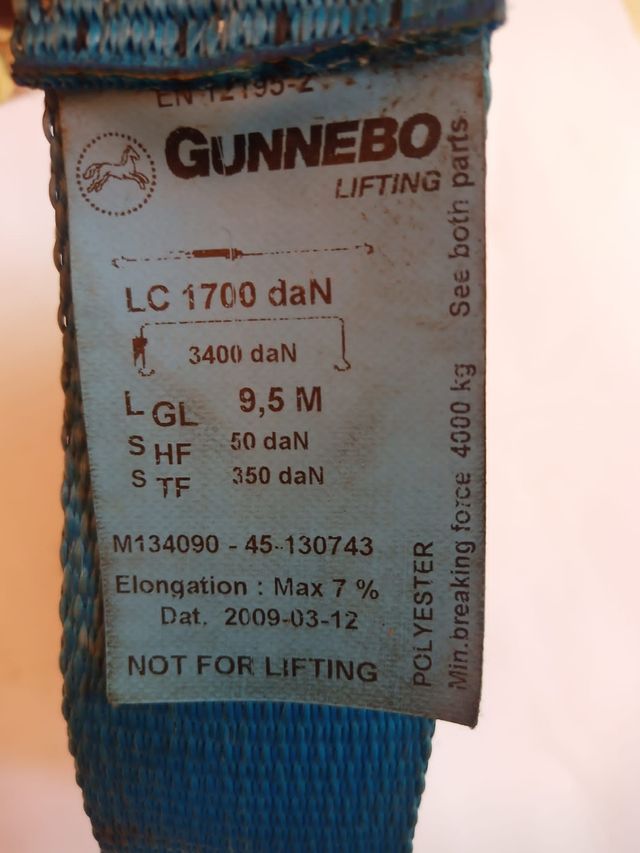 EN 12195-2
GUNNEBO
LIFTING
LC 1700 daN
3400 daN
L GL 9,5 M
S HF 50 daN
S TF 350 daN
M134090 - 45-130743
Elongation : Max 7 %
Dat. 2009-03-12
NOT FOR LIFTING
POLYESTER
Min.breaking force 4000 kg See both parts